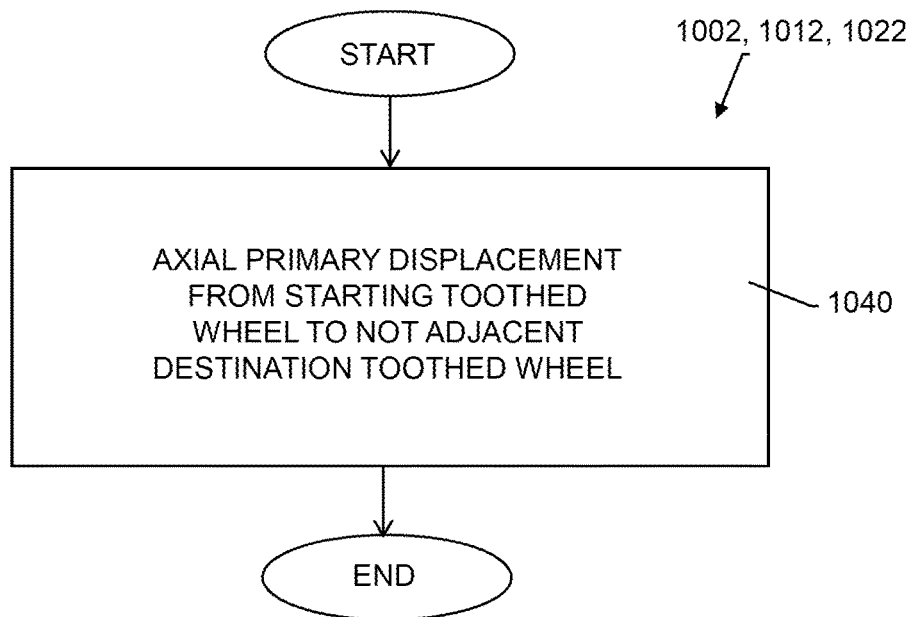 START
1002, 1012, 1022
AXIAL PRIMARY DISPLACEMENT
FROM STARTING TOOTHED
WHEEL TO NOT ADJACENT
DESTINATION TOOTHED WHEEL
1040
END